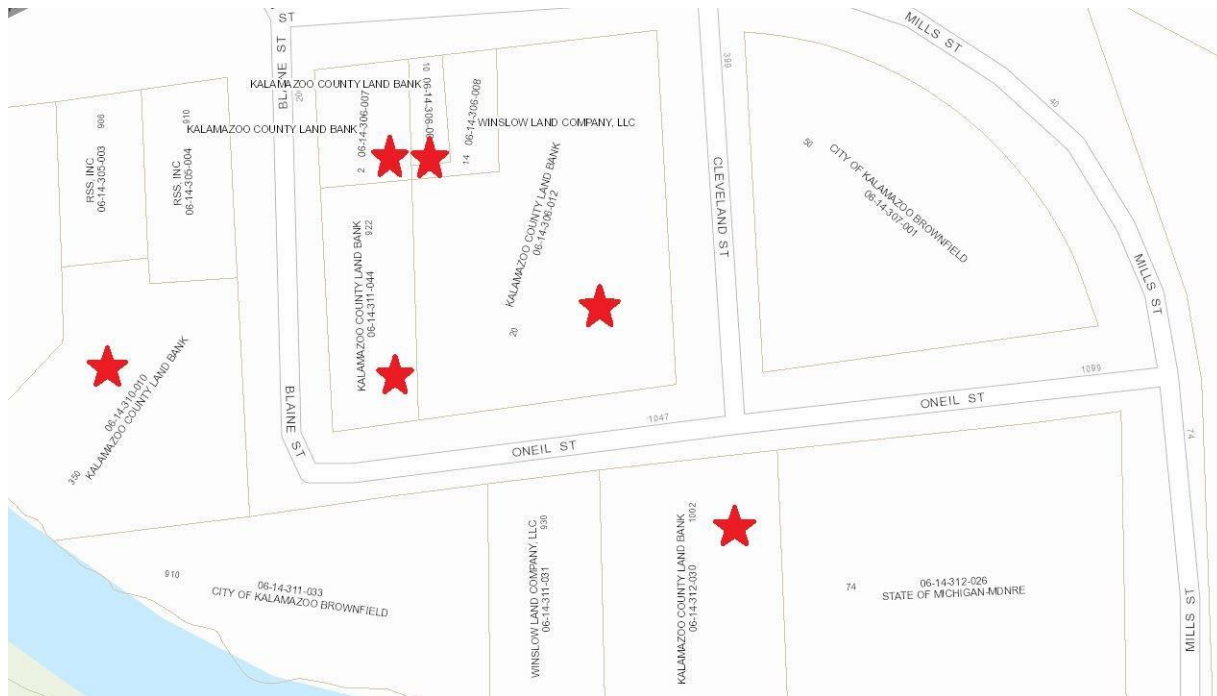 ST
BLAINE ST
200
MILLS ST
399
40
KALAMAZOO COUNTY LAND BANK
10
KALAMAZOO COUNTY LAND BANK
2
06-14-306-007
14
06-14-306-008
WINSLOW LAND COMPANY, LLC
906
RSS, INC
06-14-305-003
910
RSS, INC
06-14-305-004
922
KALAMAZOO COUNTY LAND BANK
06-14-311-044
20
KALAMAZOO COUNTY LAND BANK
06-14-306-012
CLEVELAND ST
50
CITY OF KALAMAZOO BROWNFIELD
06-14-307-001
MILLS ST
350
06-14-310-010
KALAMAZOO COUNTY LAND BANK
BLAINE ST
ONEIL ST
1047
ONEIL ST
1099
74
910
06-14-311-033
CITY OF KALAMAZOO BROWNFIELD
930
WINSLOW LAND COMPANY, LLC
06-14-311-031
1002
KALAMAZOO COUNTY LAND BANK
06-14-312-030
74
06-14-312-026
STATE OF MICHIGAN-MDNRE
MILLS ST